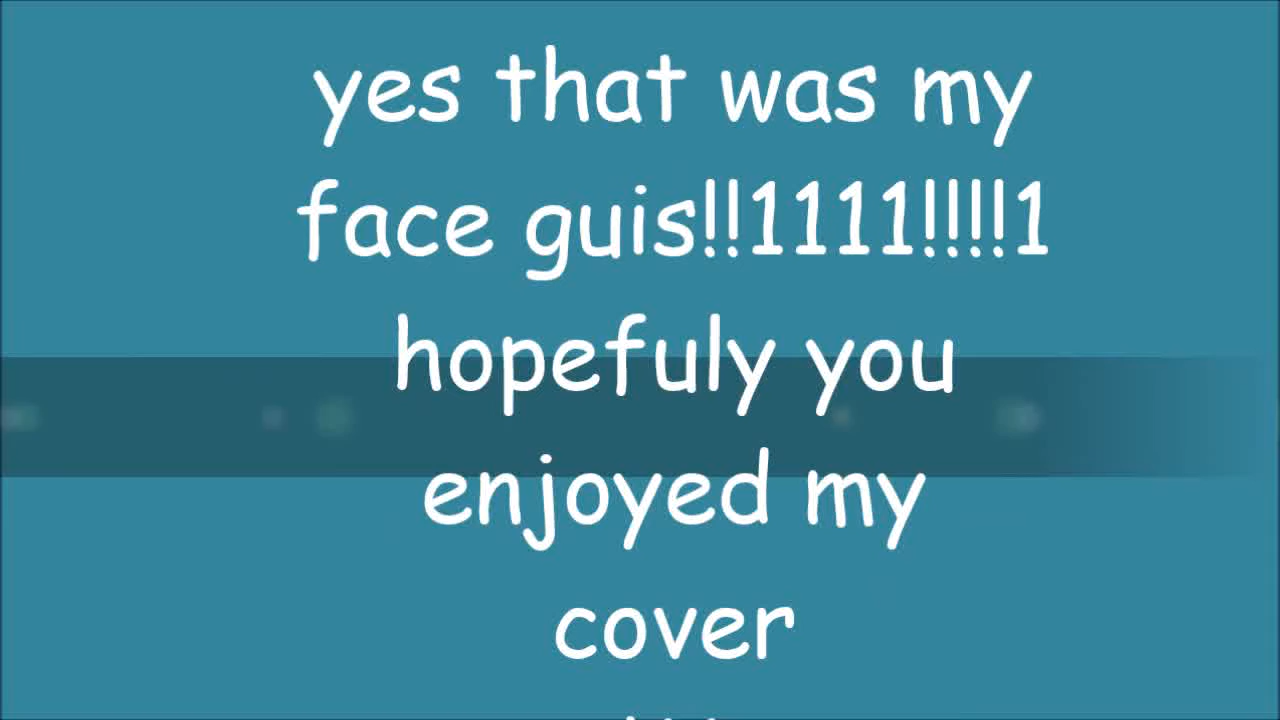 yes that was my
face guis!!1111!!!!1
hopefuly you
enjoyed my
cover